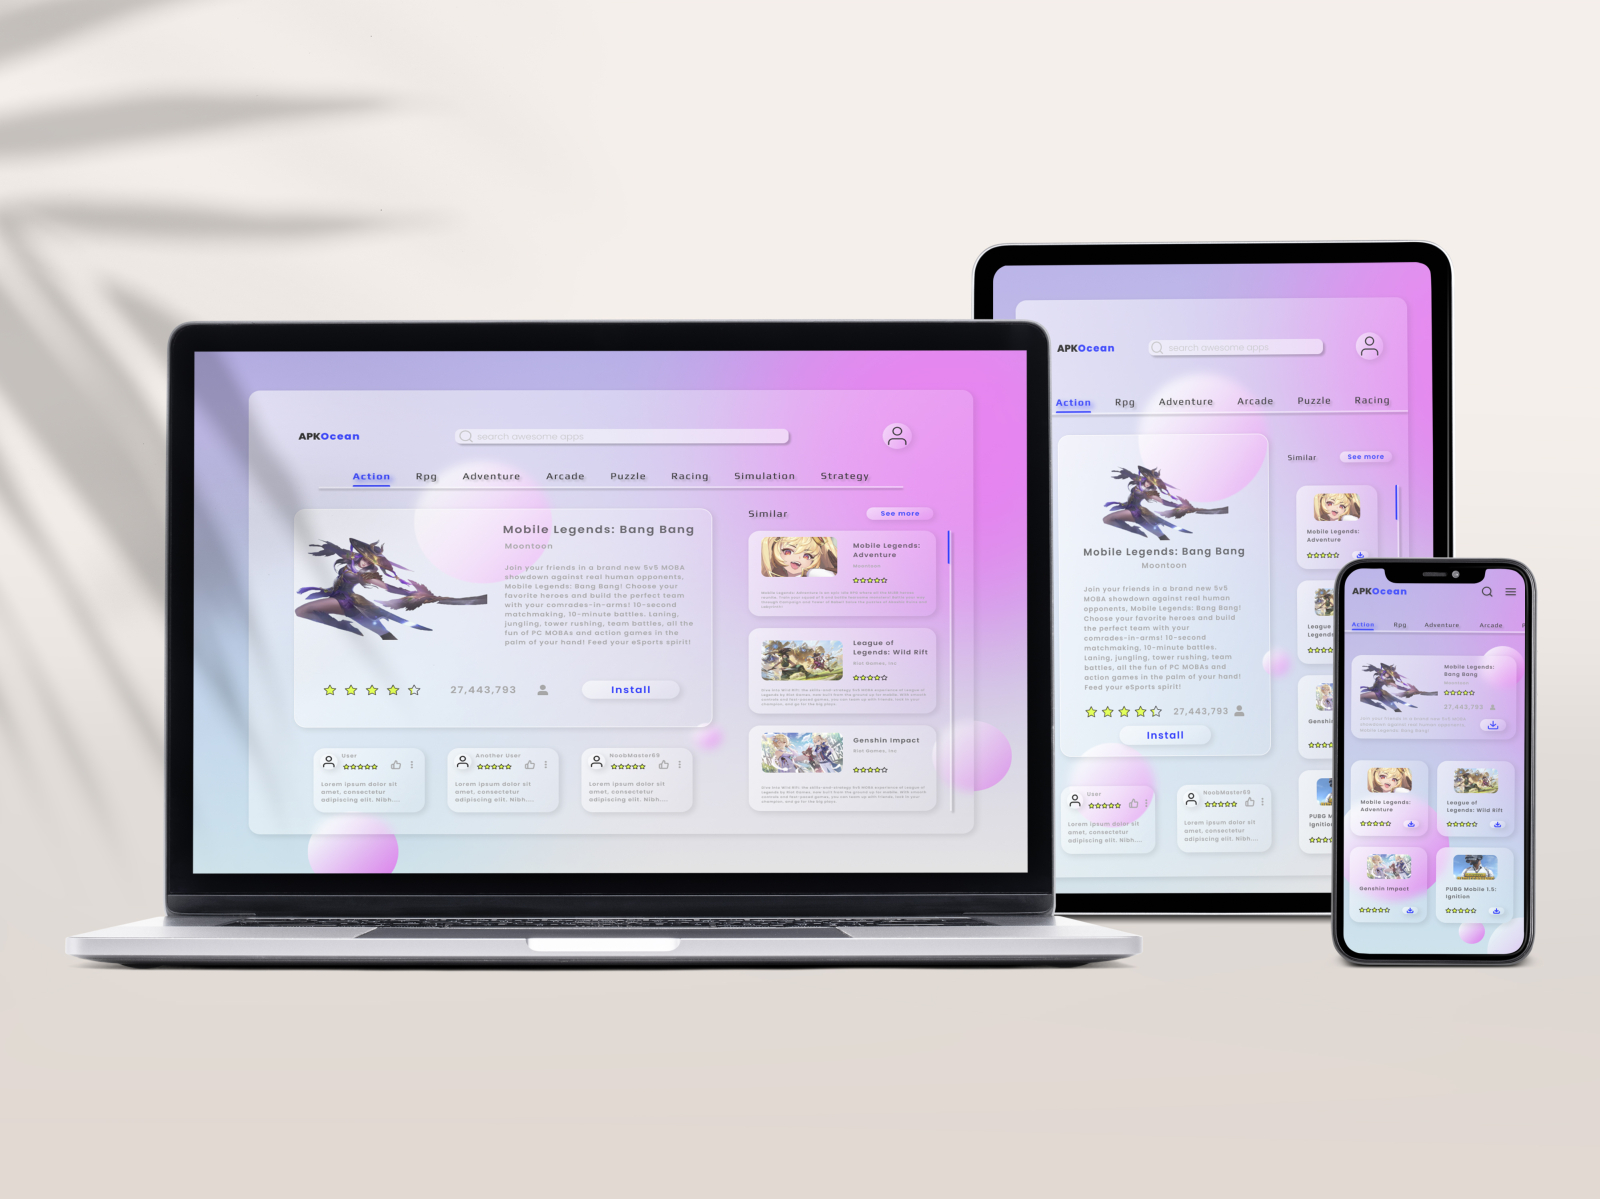 APKOcean
search awesome apps
Action Rpg Adventure Arcade Puzzle Racing Simulation Strategy
Mobile Legends: Bang Bang
Moontoon
Join your friends in a brand new 5v5 MOBA
showdown against real human opponents,
Mobile Legends: Bang Bang! Choose your
favorite heroes and build the perfect team
with your comrades-in-arms! 10-second
matchmaking, 10-minute battles. Laning,
jungling, tower rushing, team battles, all the
fun of PC MOBAs and action games in the
palm of your hand! Feed your eSports spirit!
27,443,793
Install
Similar
See more
Mobile Legends:
Adventure
Moontoon
League of
Legends: Wild Rift
Riot Games, Inc
Genshin Impact
Riot Games, Inc
User
Lorem ipsum dolor sit
amet, consectetur
adipiscing elit. Nibh....
Another User
Lorem ipsum dolor sit
amet, consectetur
adipiscing elit. Nibh....
NoobMaster69
Lorem ipsum dolor sit
amet, consectetur
adipiscing elit. Nibh....
APKOcean
search awesome apps
Action Rpg Adventure Arcade Puzzle Racing
Mobile Legends: Bang Bang
Moontoon
Join your friends in a brand new 5v5
MOBA showdown against real human
opponents, Mobile Legends: Bang Bang!
Choose your favorite heroes and build
the perfect team with your
comrades-in-arms! 10-second
matchmaking, 10-minute battles.
Laning, jungling, tower rushing, team
battles, all the fun of PC MOBAs and
action games in the palm of your hand!
Feed your eSports spirit!
27,443,793
Install
Similar
See more
Mobile Legends:
Adventure
League
Legends
Genshin
PUBG M
Ignition
User
Lorem ipsum dolor sit
amet, consectetur
adipiscing elit. Nibh....
NoobMaster69
Lorem ipsum dolor sit
amet, consectetur
adipiscing elit. Nibh....
APKOcean
Action Rpg Adventure Arcade
Mobile Legends:
Bang Bang
Moontoon
27,443,793
Mobile Legends:
Adventure
League of
Legends: Wild Rift
Genshin Impact
PUBG Mobile 1.5:
Ignition